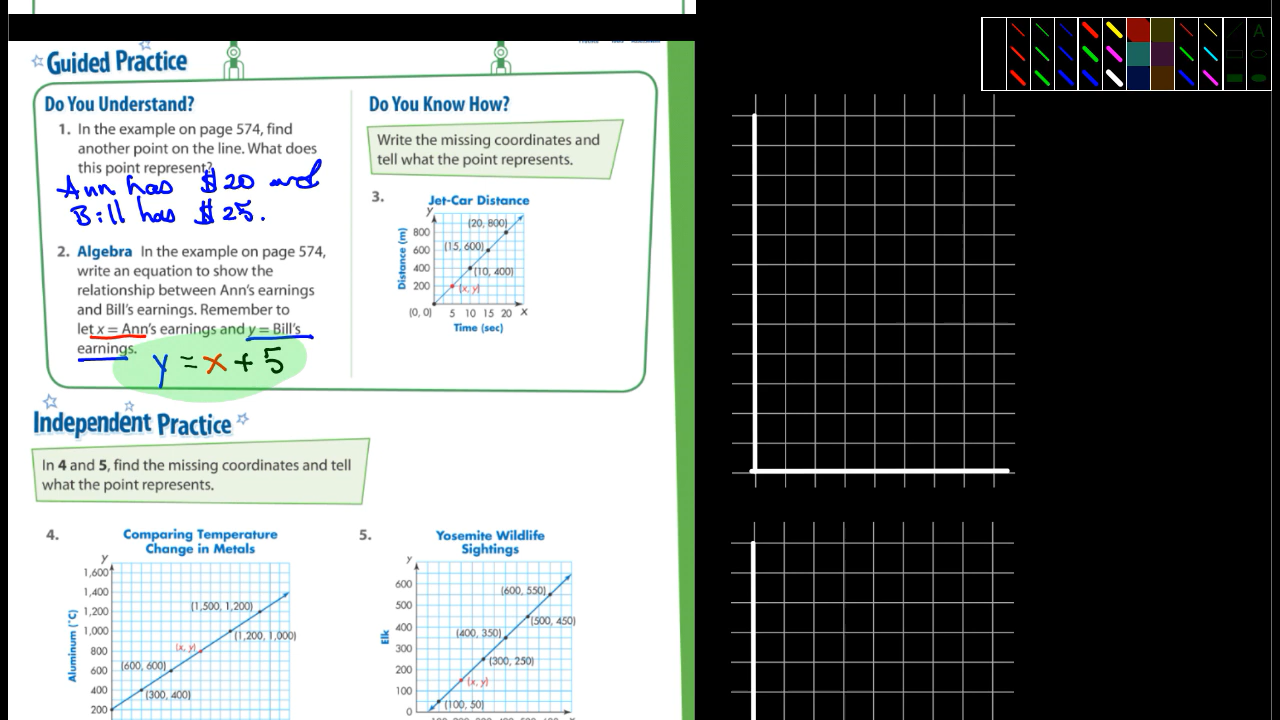 Guided Practice
Do You Understand?
1. In the example on page 574, find
another point on the line. What does
this point represent?
Ann has $20 and
Bill has $25.
2. Algebra In the example on page 574,
write an equation to show the
relationship between Ann's earnings
and Bill's earnings. Remember to
let x = Ann's earnings and y = Bill's
earnings.
y = x + 5
Do You Know How?
Write the missing coordinates and
tell what the point represents.
3. Jet-Car Distance
y
Distance (m)
800
600
400
200
(20, 800)
(15, 600)
(10, 400)
(x, y)
(0, 0) 5 10 15 20 x
Time (sec)
Independent Practice
In 4 and 5, find the missing coordinates and tell
what the point represents.
4. Comparing Temperature
Change in Metals
y
Aluminum (°C)
1,600
1,400
1,200
1,000
800
600
400
200
(1,500, 1,200)
(1,200, 1,000)
(x, y)
(600, 600)
(300, 400)
5. Yosemite Wildlife
Sightings
y
Elk
600
500
400
300
200
100
0
(600, 550)
(500, 450)
(400, 350)
(300, 250)
(x, y)
(100, 50)
A